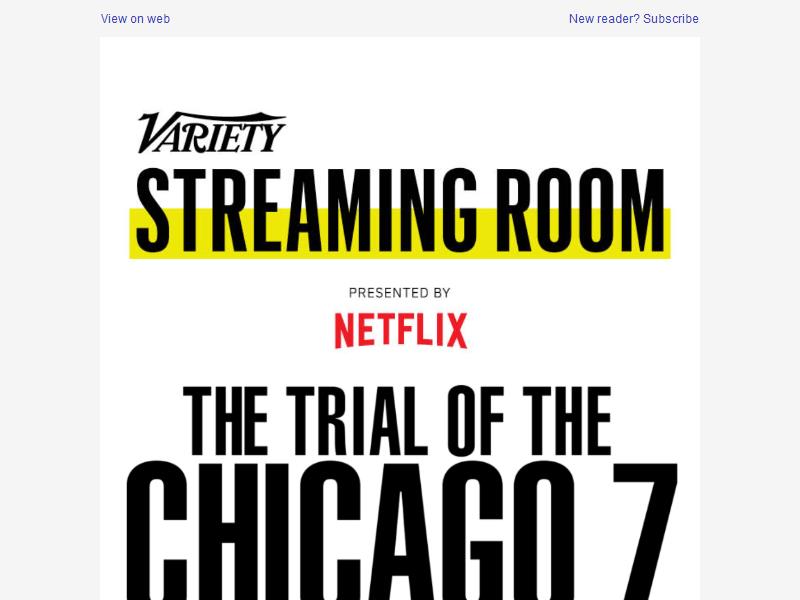 View on web
New reader? Subscribe
VARIETY
STREAMING ROOM
PRESENTED BY
NETFLIX
THE TRIAL OF THE
CHICAGO 7